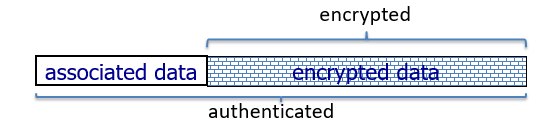 encrypted
associated data encrypted data
authenticated